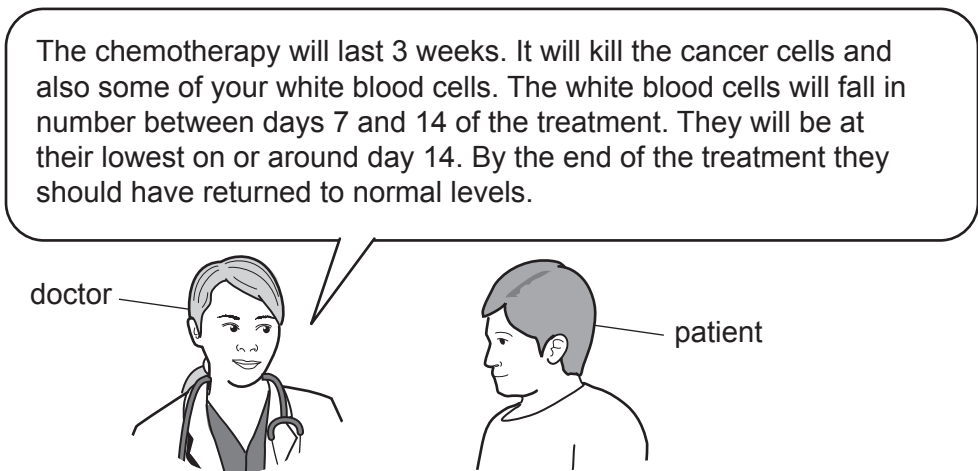 The chemotherapy will last 3 weeks. It will kill the cancer cells and
also some of your white blood cells. The white blood cells will fall in
number between days 7 and 14 of the treatment. They will be at
their lowest on or around day 14. By the end of the treatment they
should have returned to normal levels.
doctor
patient